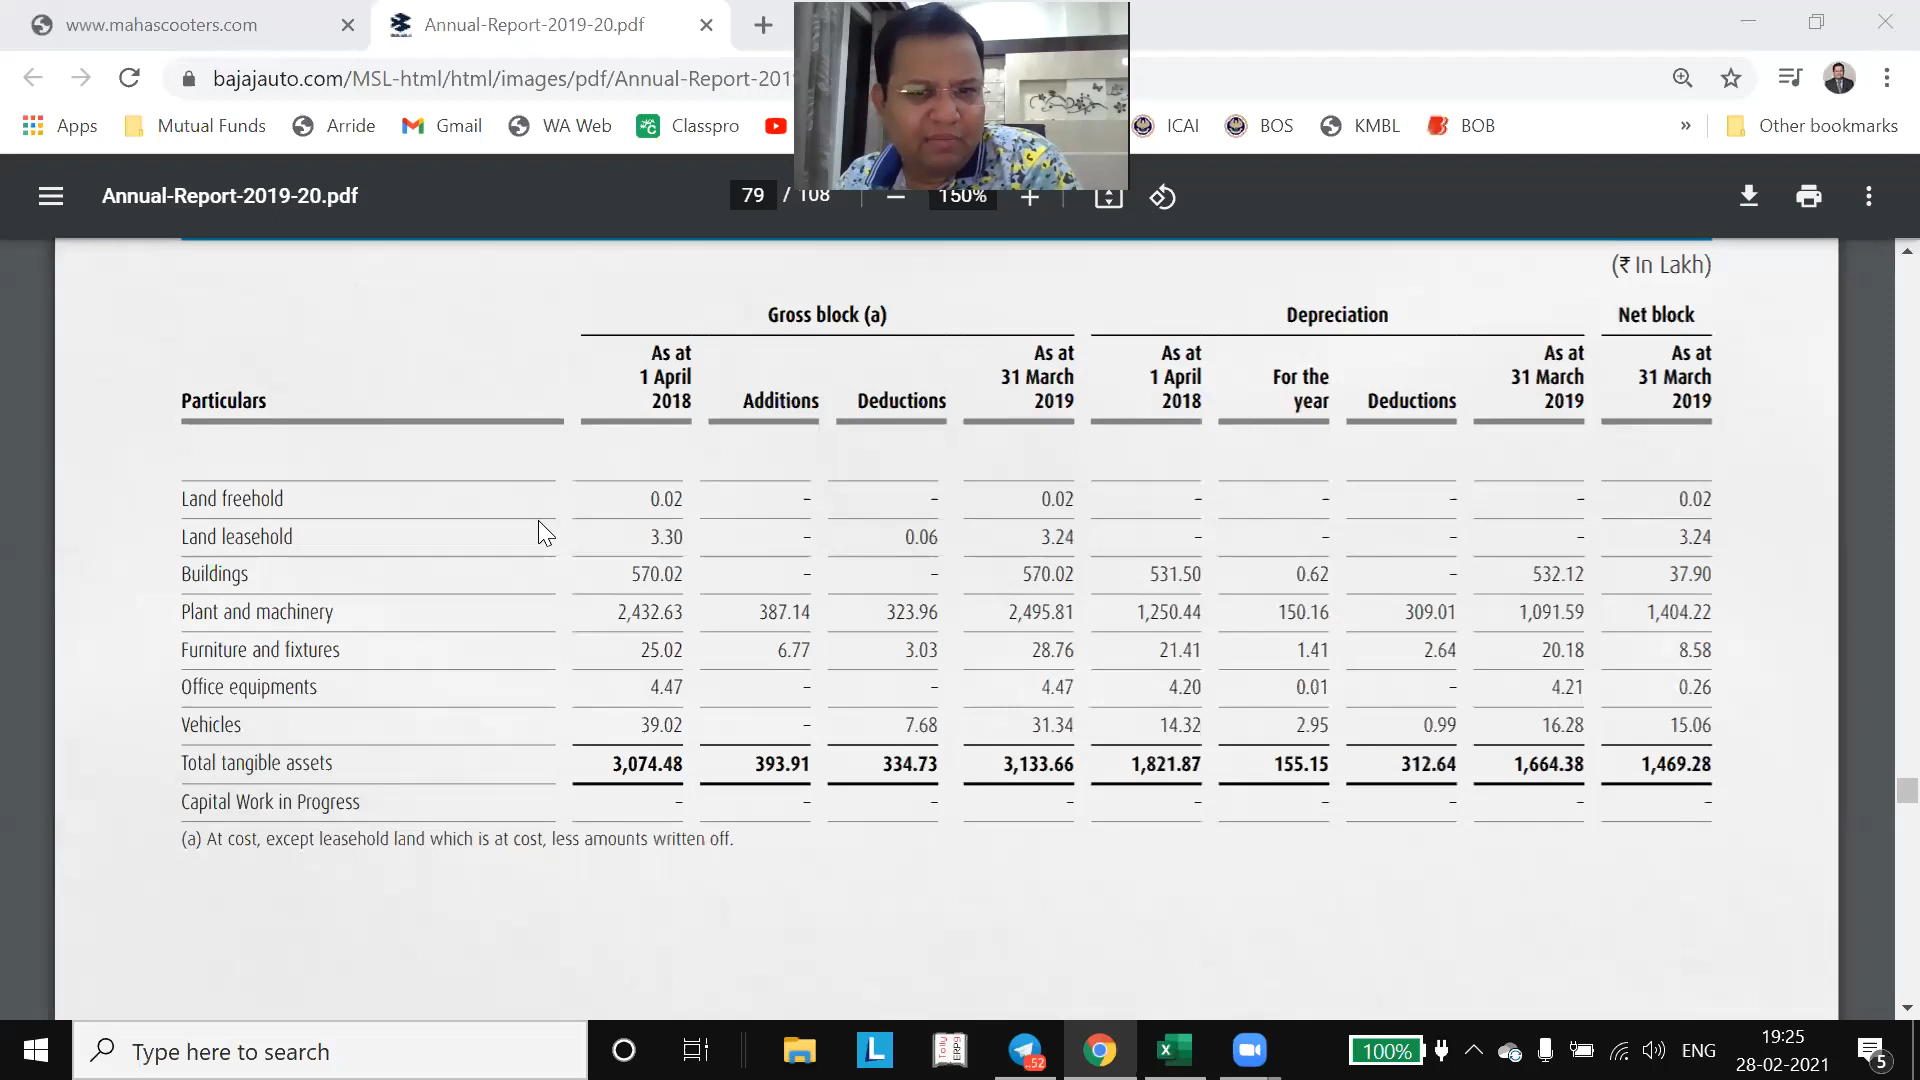 www.mahascooters.com
Annual-Report-2019-20.pdf
bajajauto.com/MSL-html/html/images/pdf/Annual-Report-201
Apps Mutual Funds Arride Gmail WA Web Classpro ICAI BOS KMBL BOB » Other bookmarks
Annual-Report-2019-20.pdf 79 / 108 150%
(₹ In Lakh)
Gross block (a) Depreciation Net block
As at As at As at As at As at
1 April 31 March 1 April For the 31 March 31 March
Particulars 2018 Additions Deductions 2019 2018 year Deductions 2019 2019
Land freehold 0.02 – – 0.02 – – – – 0.02
Land leasehold 3.30 – 0.06 3.24 – – – – 3.24
Buildings 570.02 – – 570.02 531.50 0.62 – 532.12 37.90
Plant and machinery 2,432.63 387.14 323.96 2,495.81 1,250.44 150.16 309.01 1,091.59 1,404.22
Furniture and fixtures 25.02 6.77 3.03 28.76 21.41 1.41 2.64 20.18 8.58
Office equipments 4.47 – – 4.47 4.20 0.01 – 4.21 0.26
Vehicles 39.02 – 7.68 31.34 14.32 2.95 0.99 16.28 15.06
Total tangible assets 3,074.48 393.91 334.73 3,133.66 1,821.87 155.15 312.64 1,664.38 1,469.28
Capital Work in Progress – – – – – – – – –
(a) At cost, except leasehold land which is at cost, less amounts written off.
Type here to search L Tally ERP9 52 100% ENG 19:25
28-02-2021 5